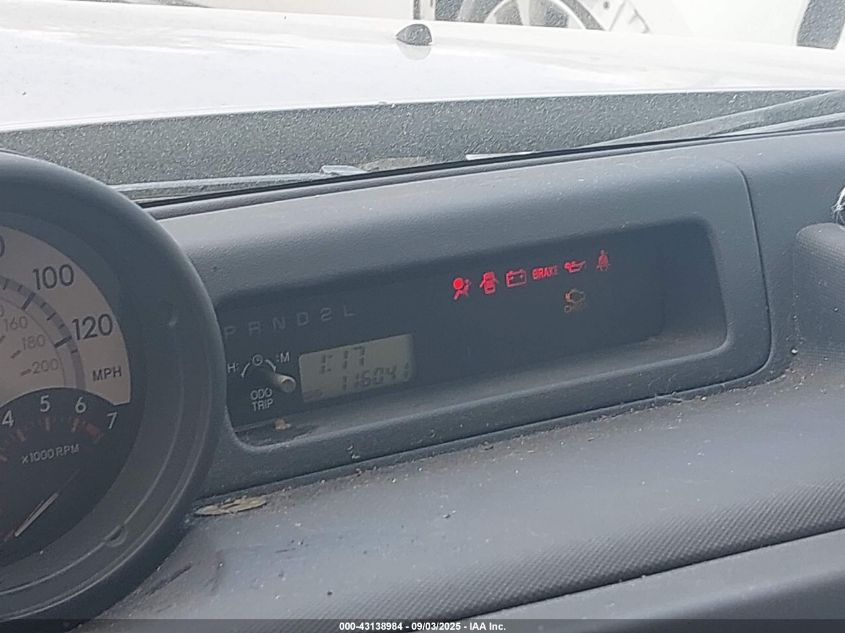 100
120
160
180
200
MPH
4 5 6 7
x1000 RPM
P R N D 2 L
H: :M
ODO
TRIP
1:17
BRAKE
000-43138984 - 09/03/2025 - IAA Inc.